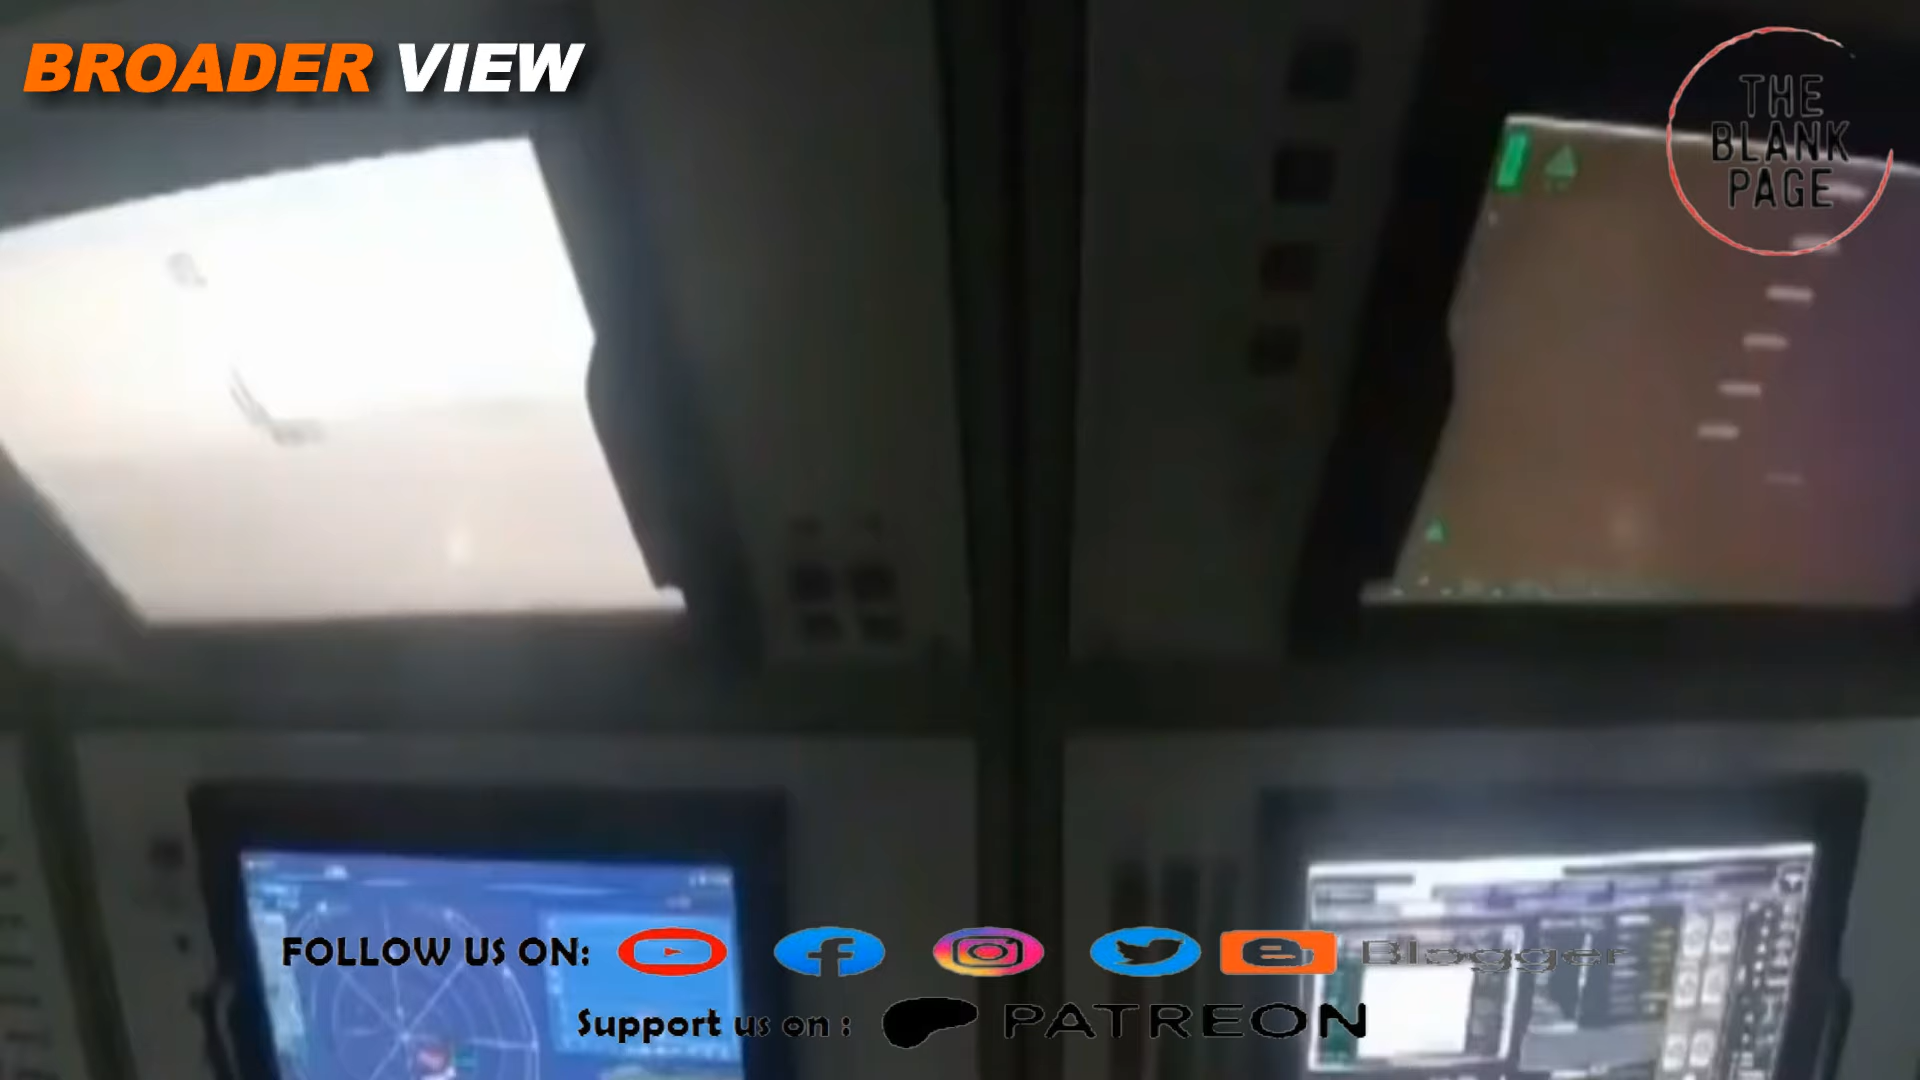 BROADER VIEW
THE
BLANK
PAGE
FOLLOW US ON:
Blogger
Support us on :
PATREON